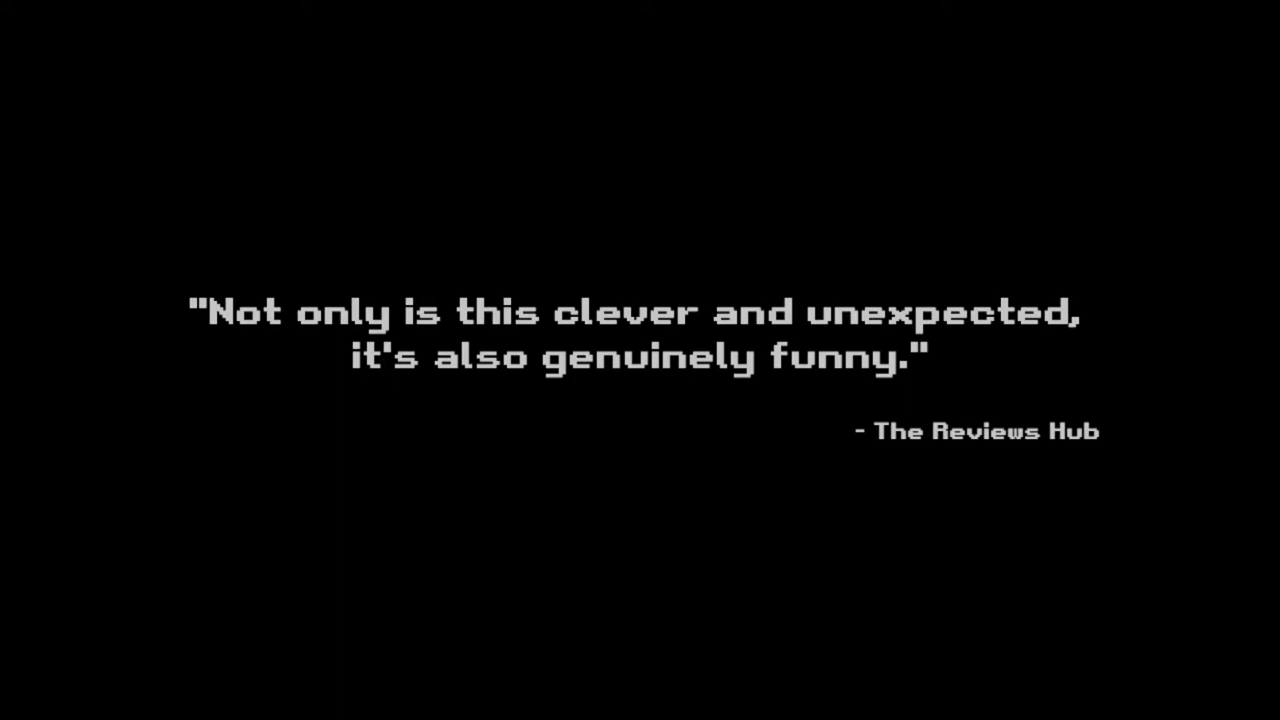 "Not only is this clever and unexpected,
it's also genuinely funny."
- The Reviews Hub